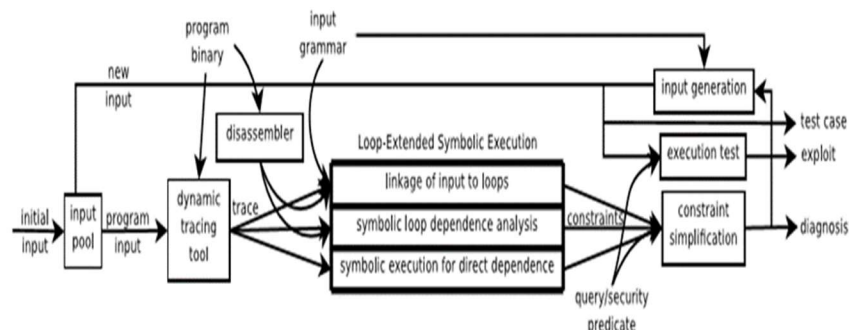 program
binary
input
grammar
new
input
input generation
test case
disassembler
Loop-Extended Symbolic Execution
execution test
exploit
linkage of input to loops
initial
input
input
pool
program
input
dynamic
tracing
tool
trace
symbolic loop dependence analysis
constraints
constraint
simplification
diagnosis
symbolic execution for direct dependence
query/security
predicate